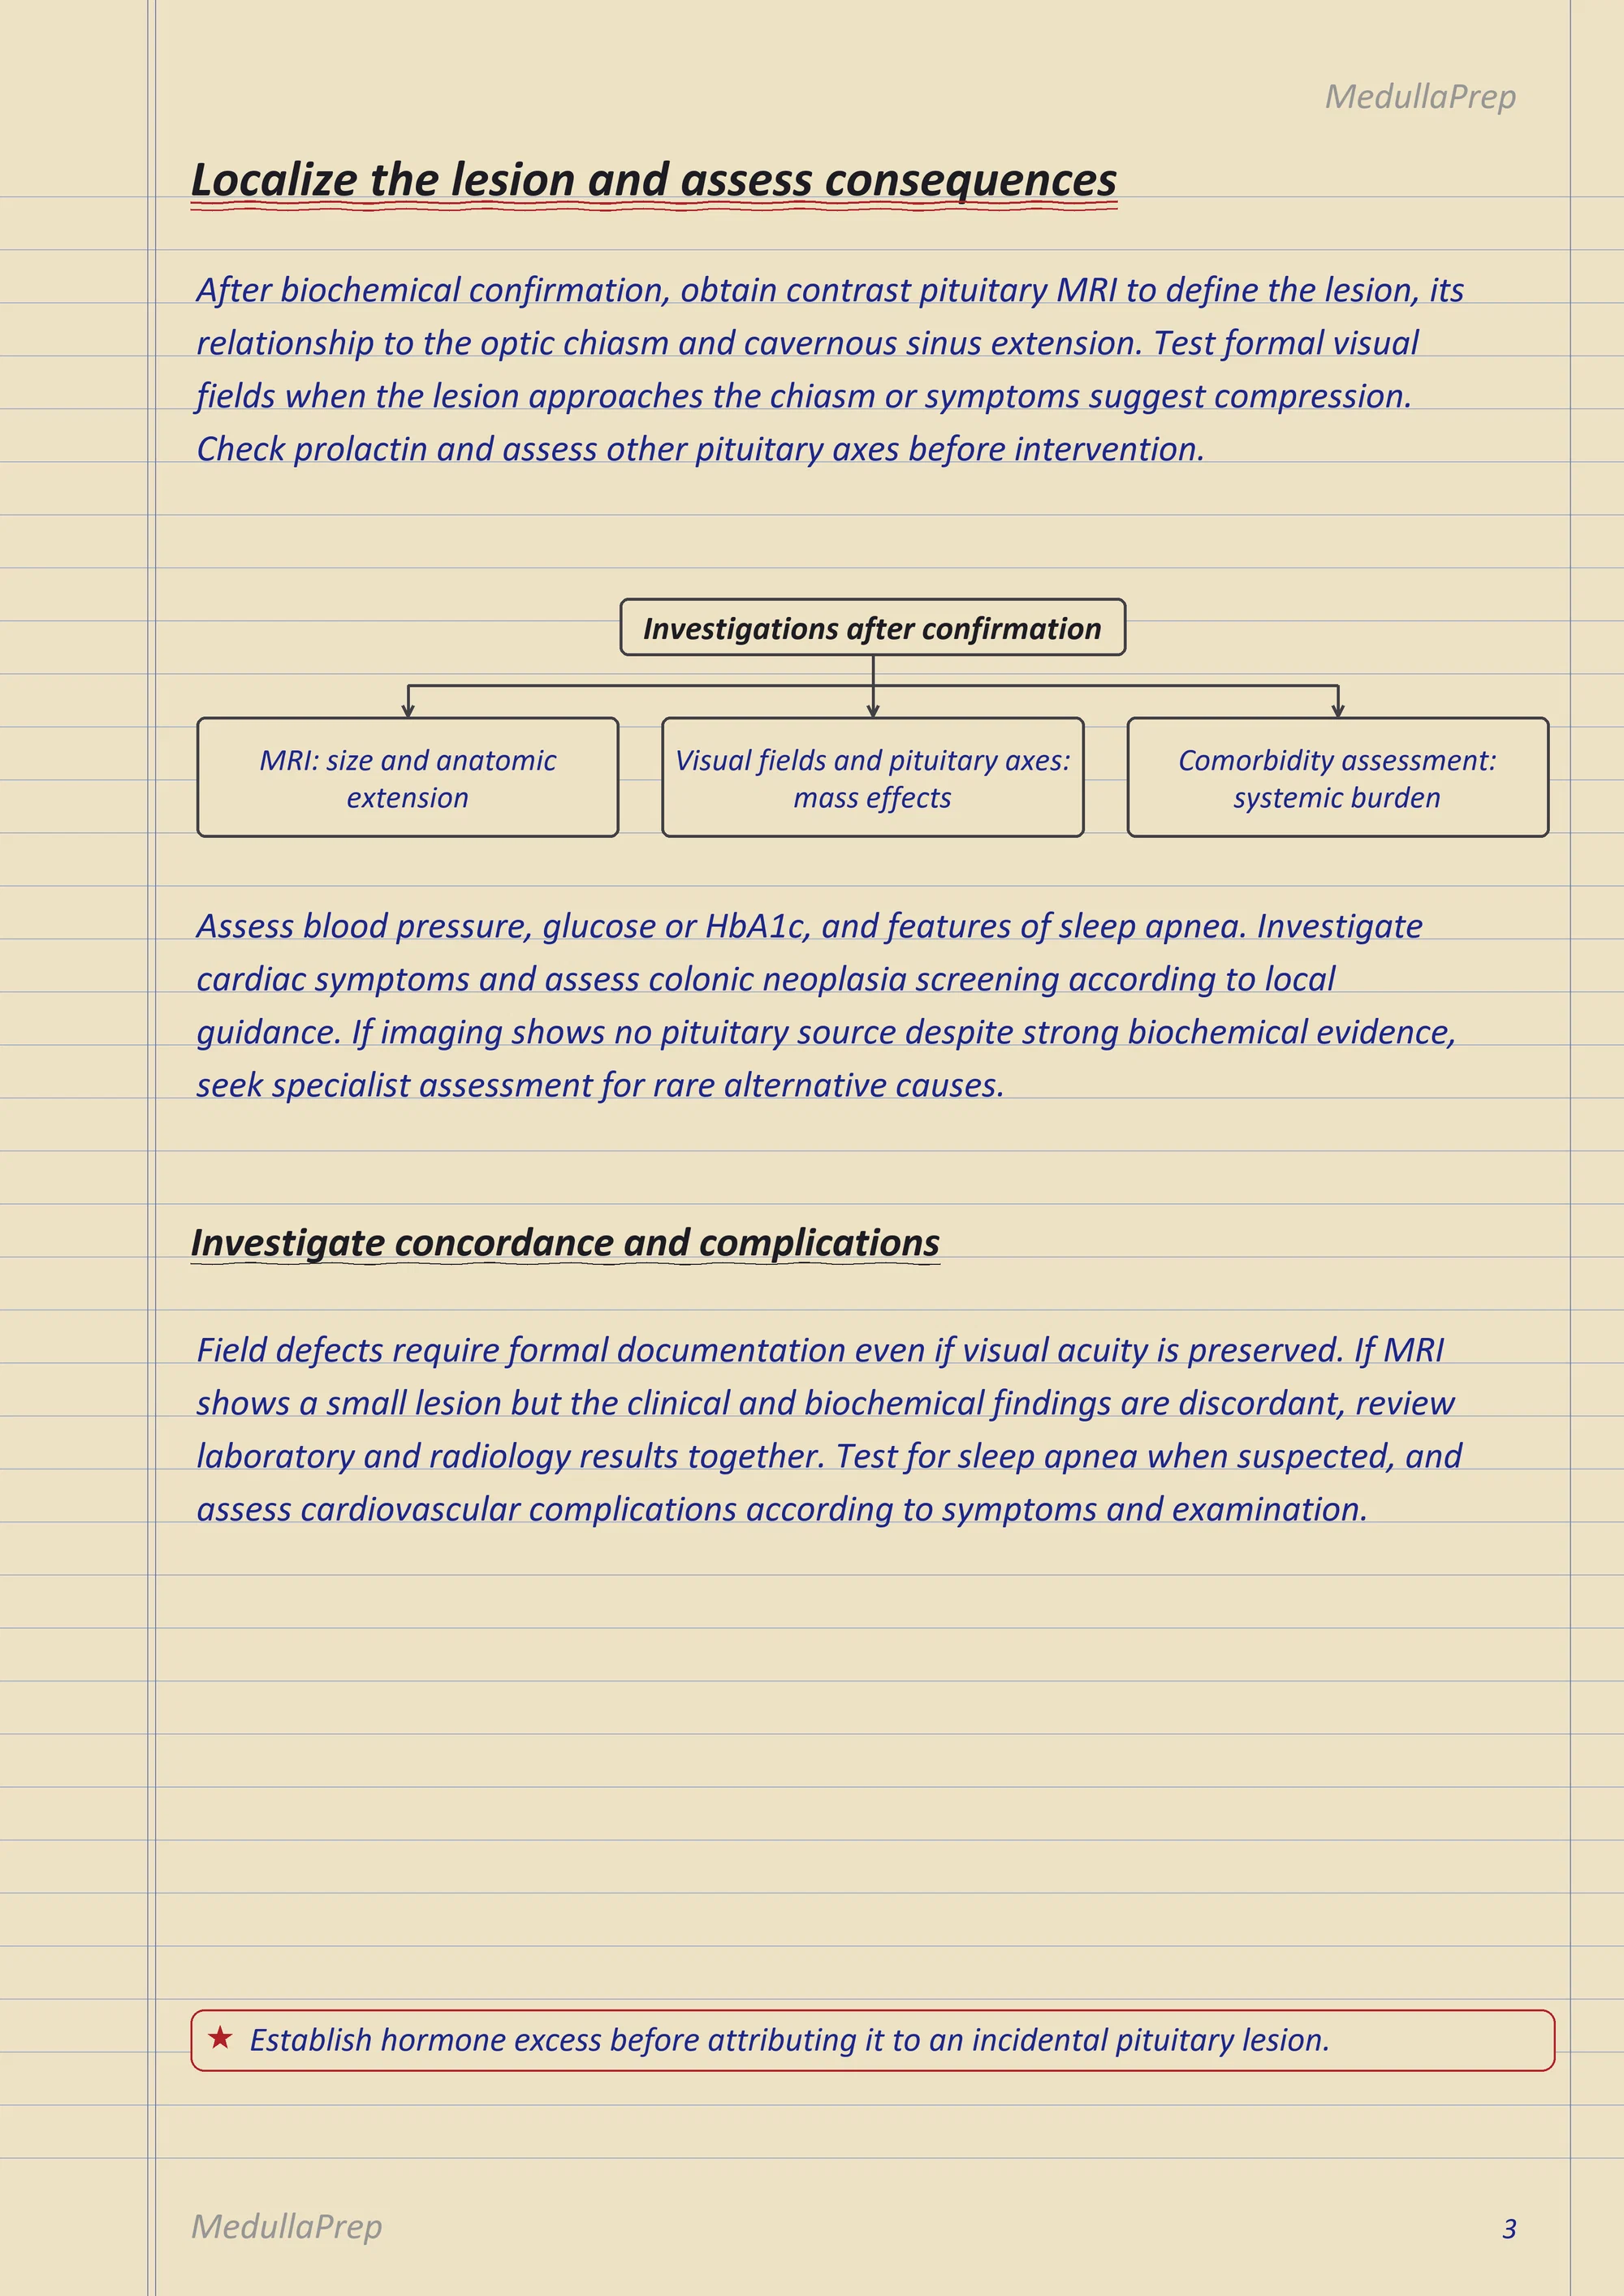 MedullaPrep
Localize the lesion and assess consequences
After biochemical confirmation, obtain contrast pituitary MRI to define the lesion, its
relationship to the optic chiasm and cavernous sinus extension. Test formal visual
fields when the lesion approaches the chiasm or symptoms suggest compression.
Check prolactin and assess other pituitary axes before intervention.
Investigations after confirmation
MRI: size and anatomic
extension
Visual fields and pituitary axes:
mass effects
Comorbidity assessment:
systemic burden
Assess blood pressure, glucose or HbA1c, and features of sleep apnea. Investigate
cardiac symptoms and assess colonic neoplasia screening according to local
guidance. If imaging shows no pituitary source despite strong biochemical evidence,
seek specialist assessment for rare alternative causes.
Investigate concordance and complications
Field defects require formal documentation even if visual acuity is preserved. If MRI
shows a small lesion but the clinical and biochemical findings are discordant, review
laboratory and radiology results together. Test for sleep apnea when suspected, and
assess cardiovascular complications according to symptoms and examination.
★ Establish hormone excess before attributing it to an incidental pituitary lesion.
MedullaPrep
3